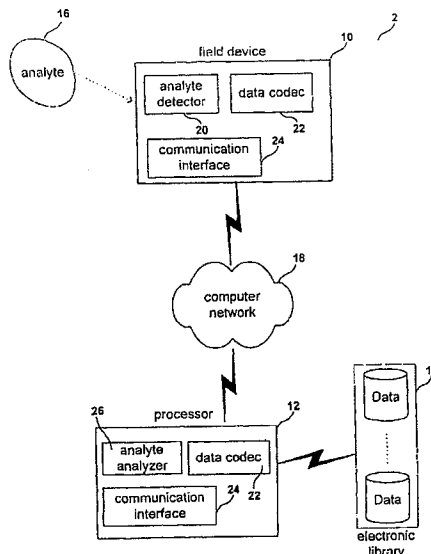 16
2
analyte
field device
10
analyte
detector
data codec
20
22
24
communication
interface
18
computer
network
processor
12
Data
26
analyte
analyzer
data codec
24
22
communication
interface
Data
electronic
library